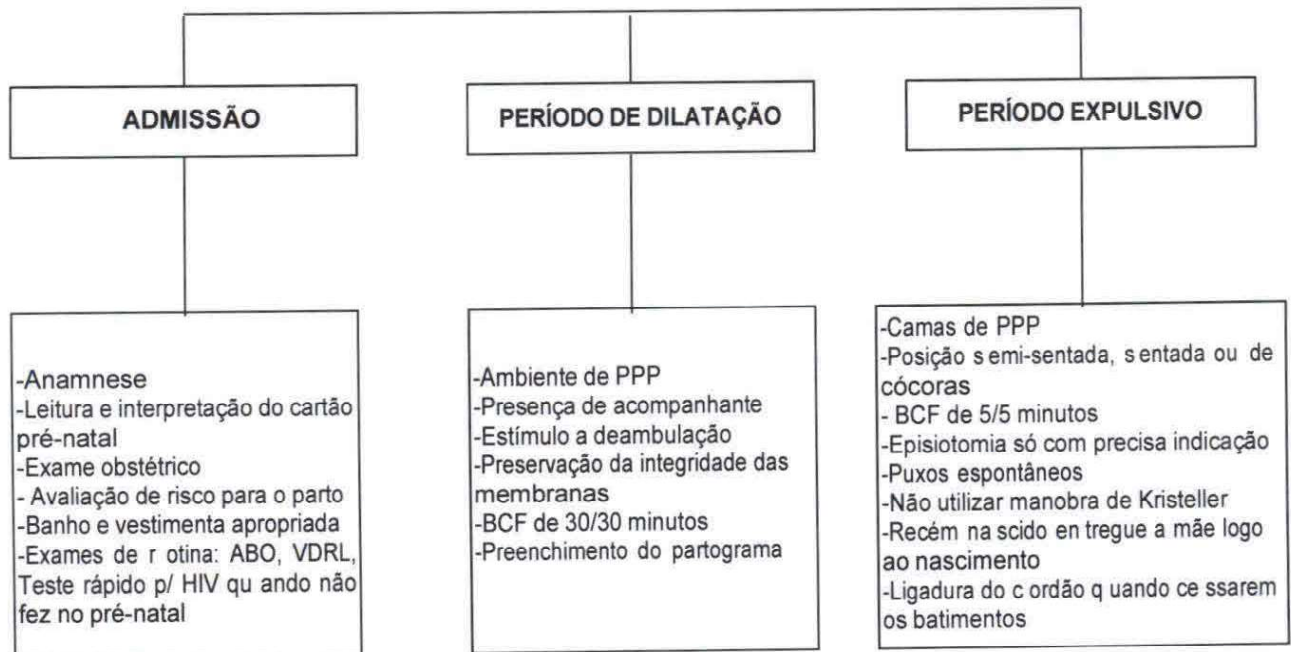 ADMISSÃO
-Anamnese
-Leitura e interpretação do cartão
pré-natal
-Exame obstétrico
- Avaliação de risco para o parto
-Banho e vestimenta apropriada
-Exames de r otina: ABO, VDRL,
Teste rápido p/ HIV qu ando não
fez no pré-natal
PERÍODO DE DILATAÇÃO
-Ambiente de PPP
-Presença de acompanhante
-Estímulo a deambulação
-Preservação da integridade das
membranas
-BCF de 30/30 minutos
-Preenchimento do partograma
PERÍODO EXPULSIVO
-Camas de PPP
-Posição s emi-sentada, s entada ou de
cócoras
- BCF de 5/5 minutos
-Episiotomia só com precisa indicação
-Puxos espontâneos
-Não utilizar manobra de Kristeller
-Recém na scido en tregue a mãe logo
ao nascimento
-Ligadura do c ordão q uando ce ssarem
os batimentos